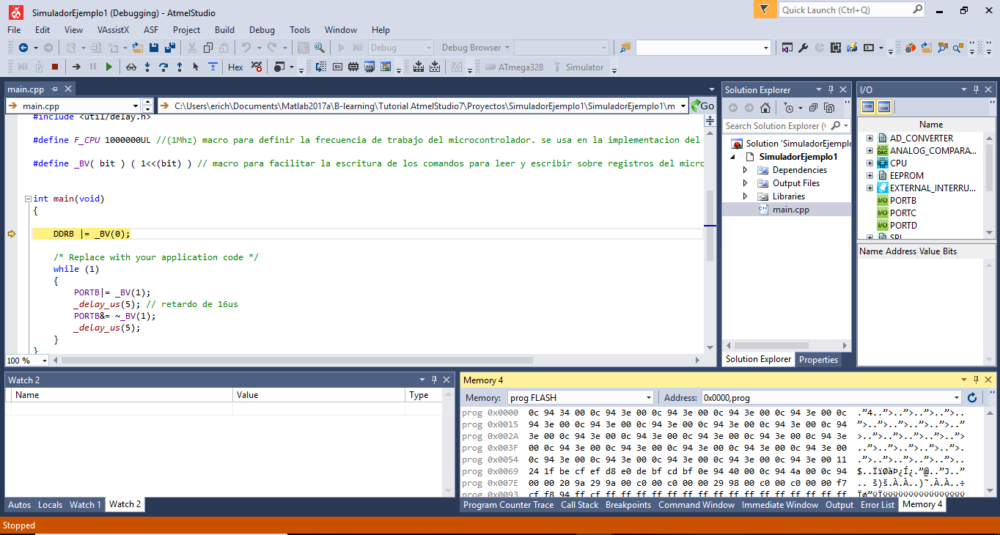 SimuladorEjemplo1 (Debugging) - AtmelStudio
Quick Launch (Ctrl+Q)
File Edit View VAssistX ASF Project Build Debug Tools Window Help
Debug Debug Browser
Hex ATmega328 Simulator
main.cpp
main.cpp C:\Users\erich\Documents\Matlab2017a\B-learning\Tutorial AtmelStudio7\Proyectos\SimuladorEjemplo1\SimuladorEjemplo1\m Go
#include <util/delay.h>
#define F_CPU 1000000UL //(1Mhz) macro para definir la frecuencia de trabajo del microcontrolador. se usa en la implementacion del
#define _BV( bit ) ( 1<<(bit) ) // macro para facilitar la escritura de los comandos para leer y escribir sobre registros del micro
int main(void)
{
DDRB |= _BV(0);
/* Replace with your application code */
while (1)
{
PORTB|= _BV(1);
_delay_us(5); // retardo de 16us
PORTB&= ~_BV(1);
_delay_us(5);
}
}
100 %
Solution Explorer
Search Solution Explorer (
Solution 'SimuladorEjemplo
SimuladorEjemplo1
Dependencies
Output Files
Libraries
main.cpp
Solution Explorer Properties
I/O
Name
AD_CONVERTER
ANALOG_COMPARA...
CPU
EEPROM
EXTERNAL_INTERRU...
I/O PORTB
I/O PORTC
I/O PORTD
SPI
Name Address Value Bits
Watch 2
Name Value Type
Autos Locals Watch 1 Watch 2
Memory 4
Memory: prog FLASH Address: 0x0000,prog
prog 0x0000 0c 94 34 00 0c 94 3e 00 0c 94 3e 00 0c 94 3e 00 0c 94 3e 00 0c .”4..”>..”>..”>..”>..
prog 0x0015 94 3e 00 0c 94 3e 00 0c 94 3e 00 0c 94 3e 00 0c 94 3e 00 0c 94 ”>..”>..”>..”>..”>..”
prog 0x002A 3e 00 0c 94 3e 00 0c 94 3e 00 0c 94 3e 00 0c 94 3e 00 0c 94 3e >..”>..”>..”>..”>..”>
prog 0x003F 00 0c 94 3e 00 0c 94 3e 00 0c 94 3e 00 0c 94 3e 00 0c 94 3e 00 ..”>..”>..”>..”>..”>.
prog 0x0054 0c 94 3e 00 0c 94 3e 00 0c 94 3e 00 0c 94 3e 00 0c 94 3e 00 11 .”>..”>..”>..”>..”>..
prog 0x0069 24 1f be cf ef d8 e0 de bf cd bf 0e 94 40 00 0c 94 4a 00 0c 94 $.¾ÏïØàÞ¿Í¿.”@..”J..”
prog 0x007E 00 00 20 9a 29 9a 00 c0 00 c0 00 00 29 98 00 c0 00 c0 00 00 f7 .. š)š.À.À..)˜.À.À..÷
prog 0x0093 cf f8 94 ff cf ff ff ff ff ff ff ff ff ff ff ff ff ff ff ff ff
Program Counter Trace Call Stack Breakpoints Command Window Immediate Window Output Error List Memory 4
Stopped